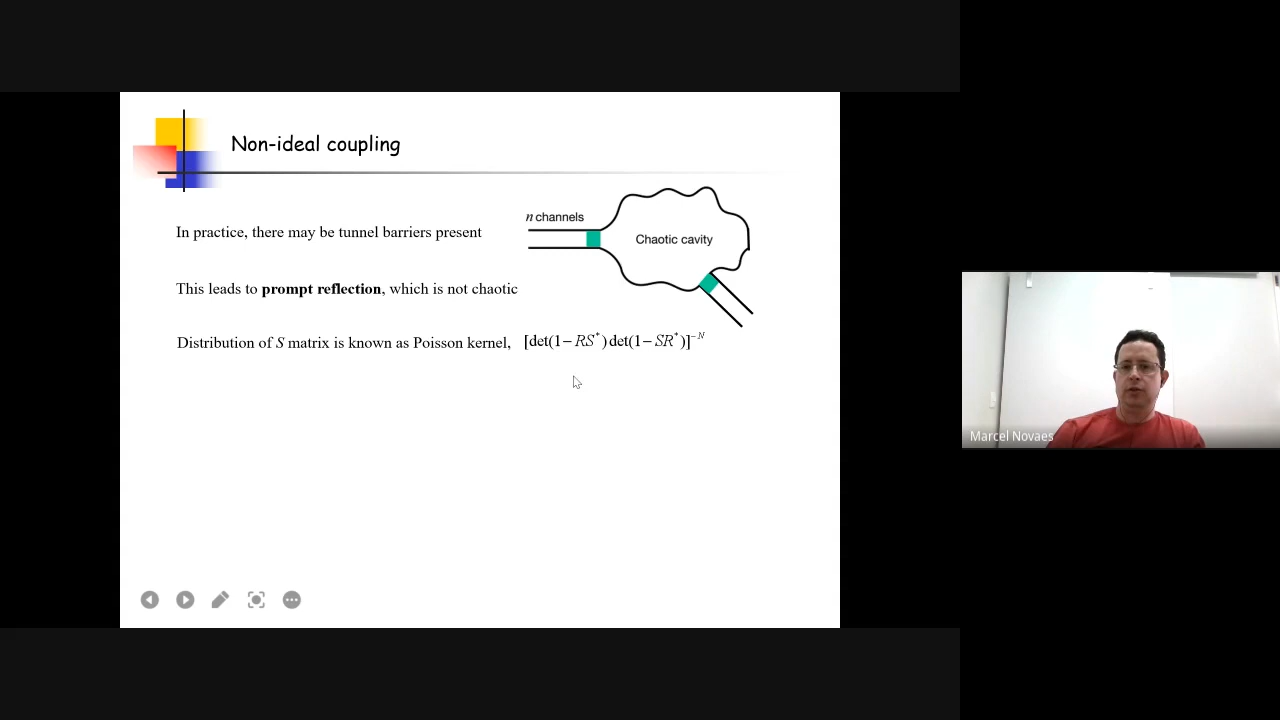 Non-ideal coupling
n channels
In practice, there may be tunnel barriers present
Chaotic cavity
This leads to prompt reflection, which is not chaotic
Distribution of S matrix is known as Poisson kernel, [det(1−RS*)det(1−SR*)]^{-N}
Marcel Novaes